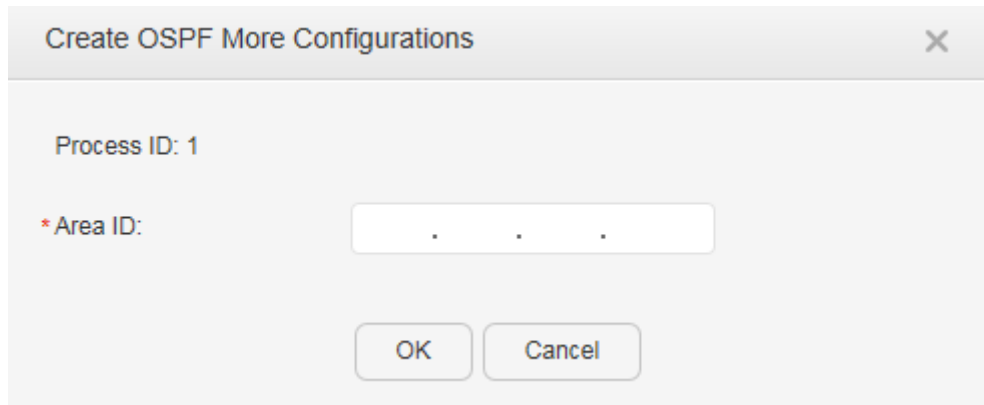 Create OSPF More Configurations
Process ID: 1
* Area ID:
. . .
OK Cancel